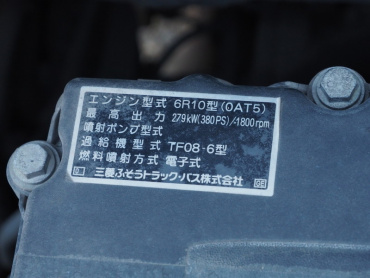 エンジン型式 6R10型(0AT5)
最高出力 279kW(380PS)/1800rpm
噴射ポンプ型式
過給機型式 TF08-6型
燃料噴射方式 電子式
三菱ふそうトラック・バス株式会社